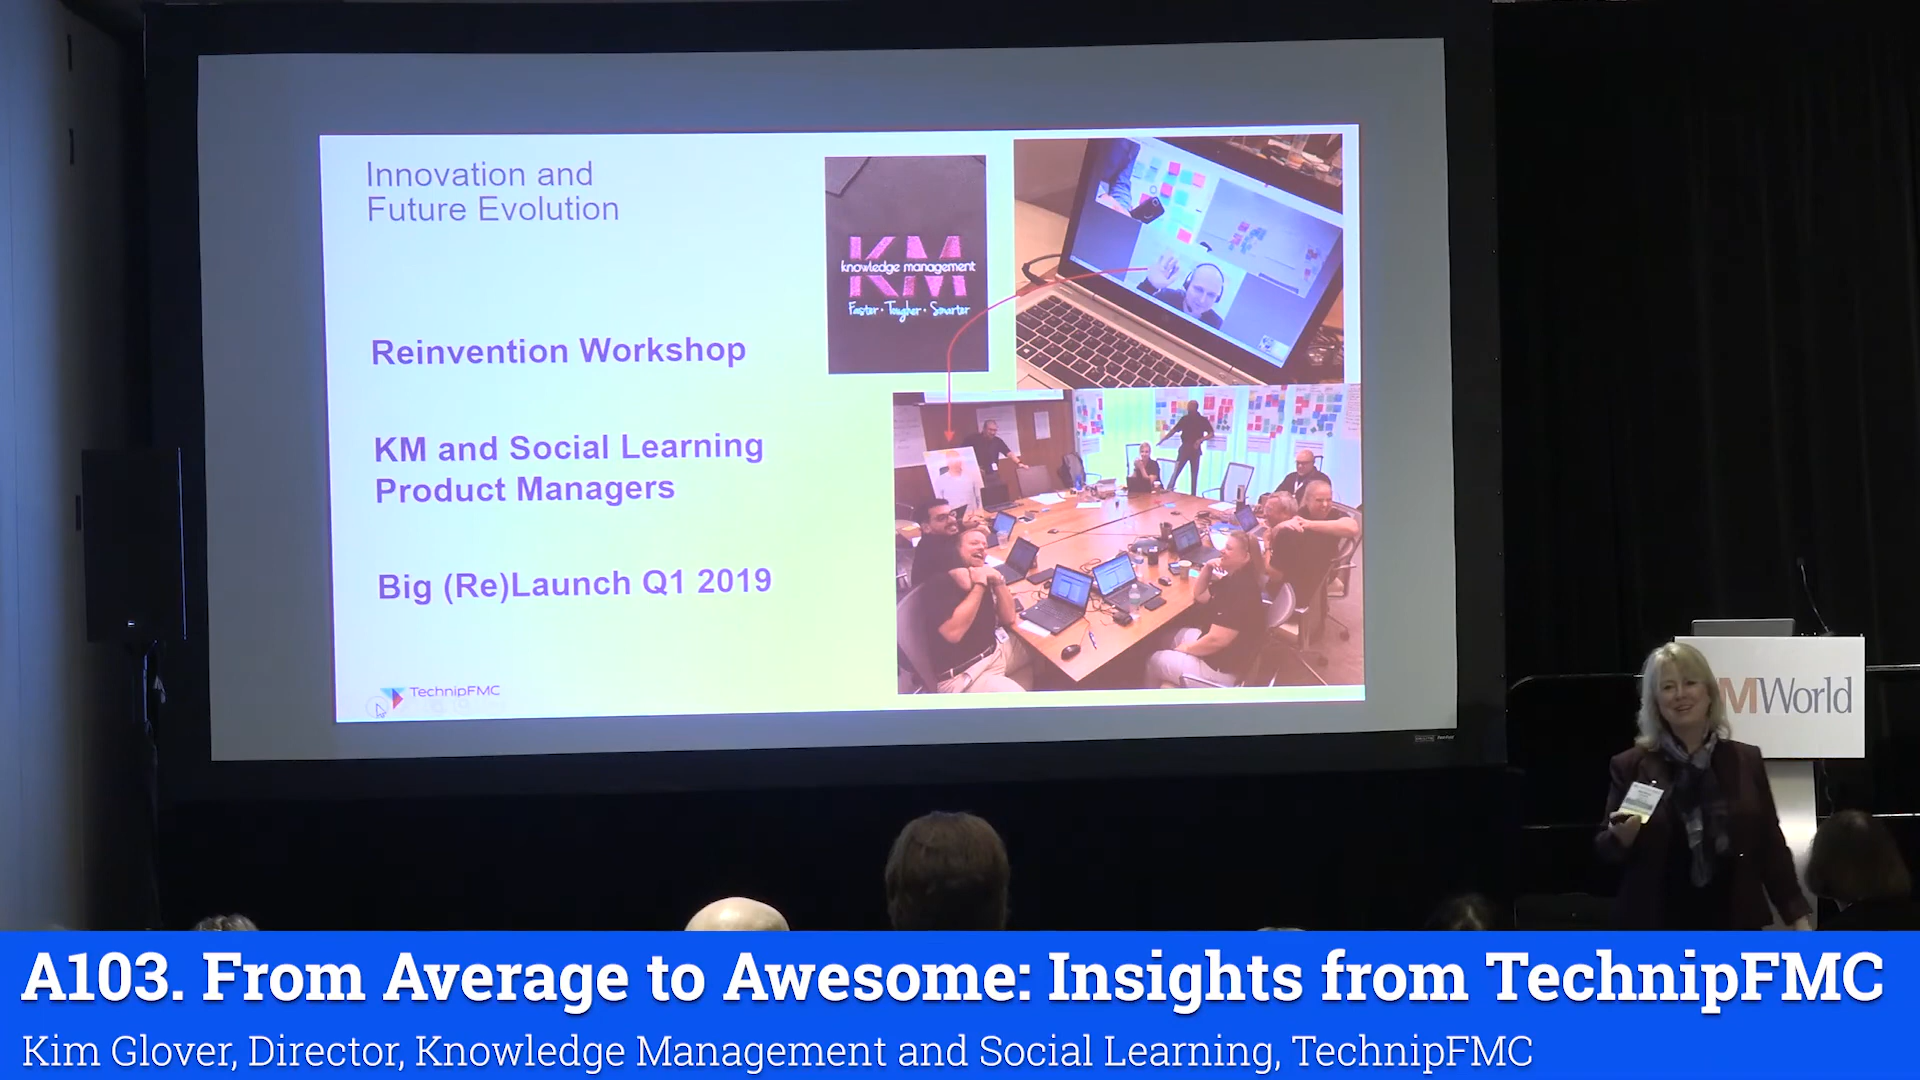 Innovation and
Future Evolution
Reinvention Workshop
KM and Social Learning
Product Managers
Big (Re)Launch Q1 2019
TechnipFMC
KM
knowledge management
Faster · Tougher · Smarter
MWorld
A103. From Average to Awesome: Insights from TechnipFMC
Kim Glover, Director, Knowledge Management and Social Learning, TechnipFMC